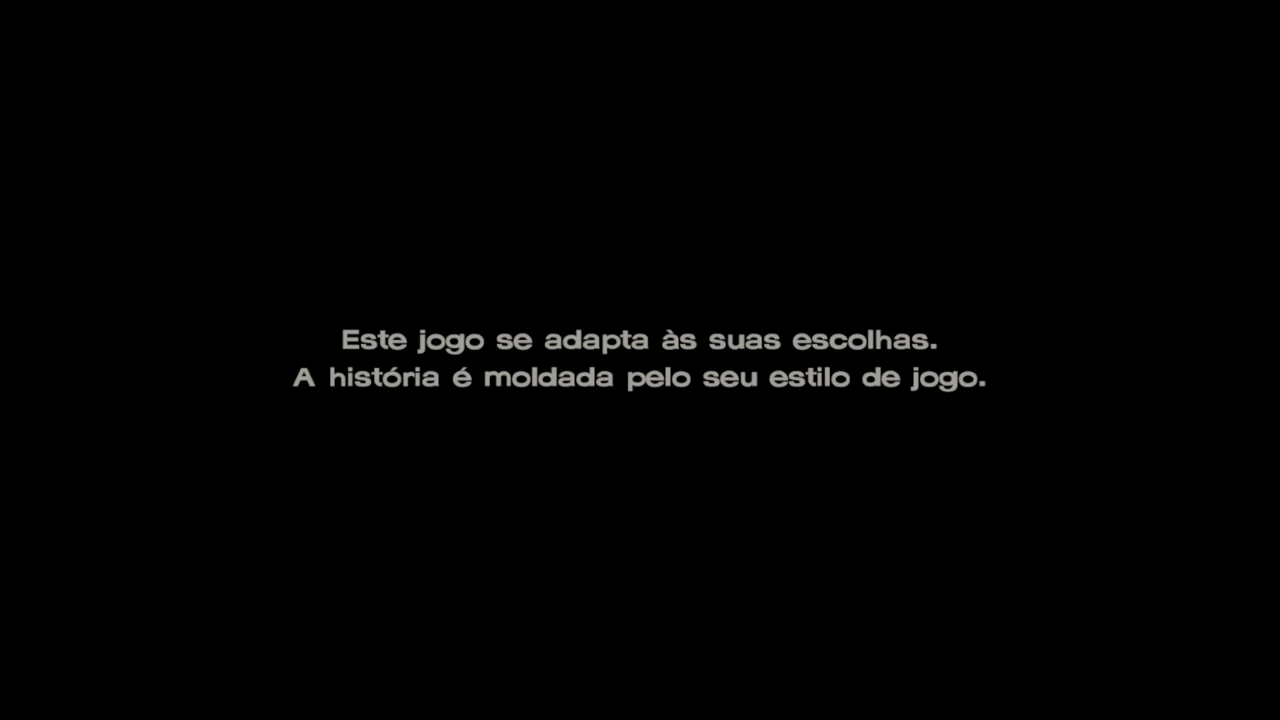 Este jogo se adapta às suas escolhas.
A história é moldada pelo seu estilo de jogo.